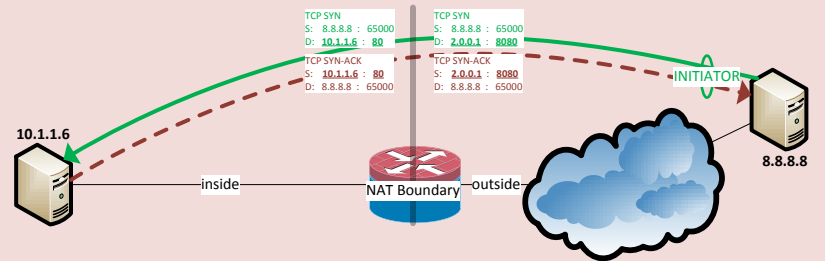 TCP SYN
S: 8.8.8.8 : 65000
D: 10.1.1.6 : 80
TCP SYN-ACK
S: 10.1.1.6 : 80
D: 8.8.8.8 : 65000
TCP SYN
S: 8.8.8.8 : 65000
D: 2.0.0.1 : 8080
TCP SYN-ACK
S: 2.0.0.1 : 8080
D: 8.8.8.8 : 65000
INITIATOR
10.1.1.6
8.8.8.8
inside
NAT Boundary
outside